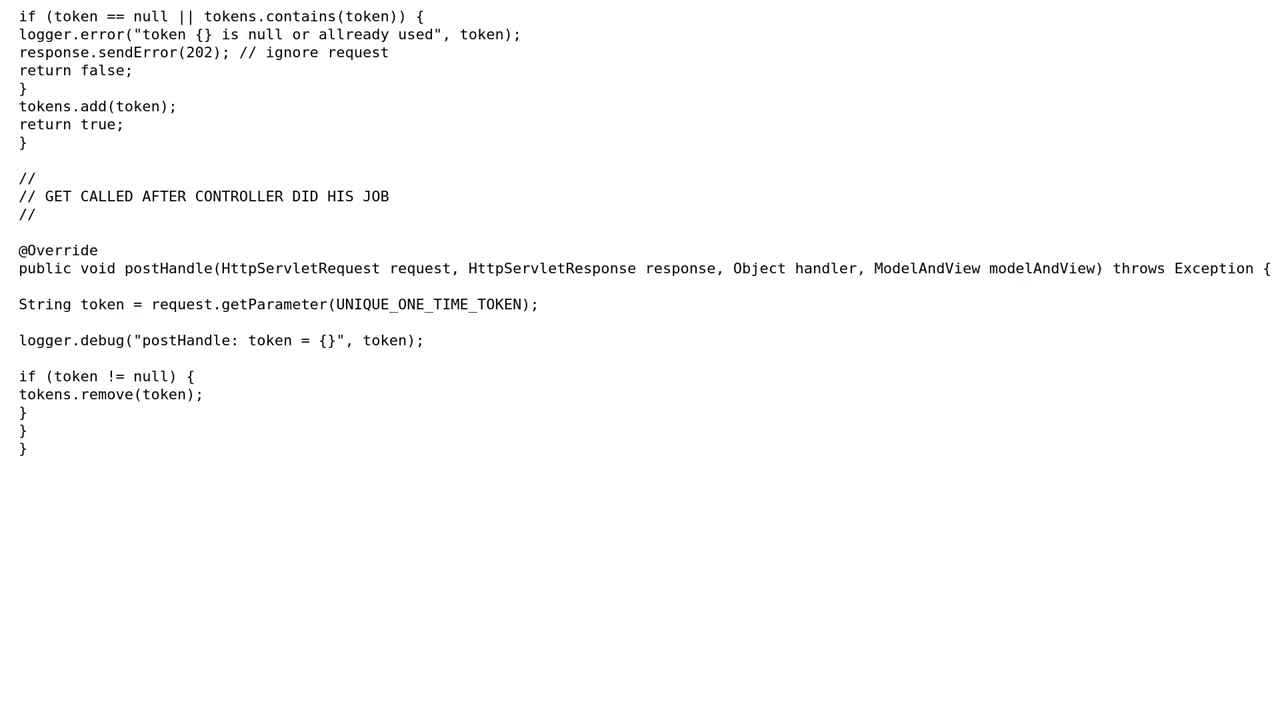 if (token == null || tokens.contains(token)) {
logger.error("token {} is null or allready used", token);
response.sendError(202); // ignore request
return false;
}
tokens.add(token);
return true;
}

//
// GET CALLED AFTER CONTROLLER DID HIS JOB
//

@Override
public void postHandle(HttpServletRequest request, HttpServletResponse response, Object handler, ModelAndView modelAndView) throws Exception {

String token = request.getParameter(UNIQUE_ONE_TIME_TOKEN);

logger.debug("postHandle: token = {}", token);

if (token != null) {
tokens.remove(token);
}
}
}